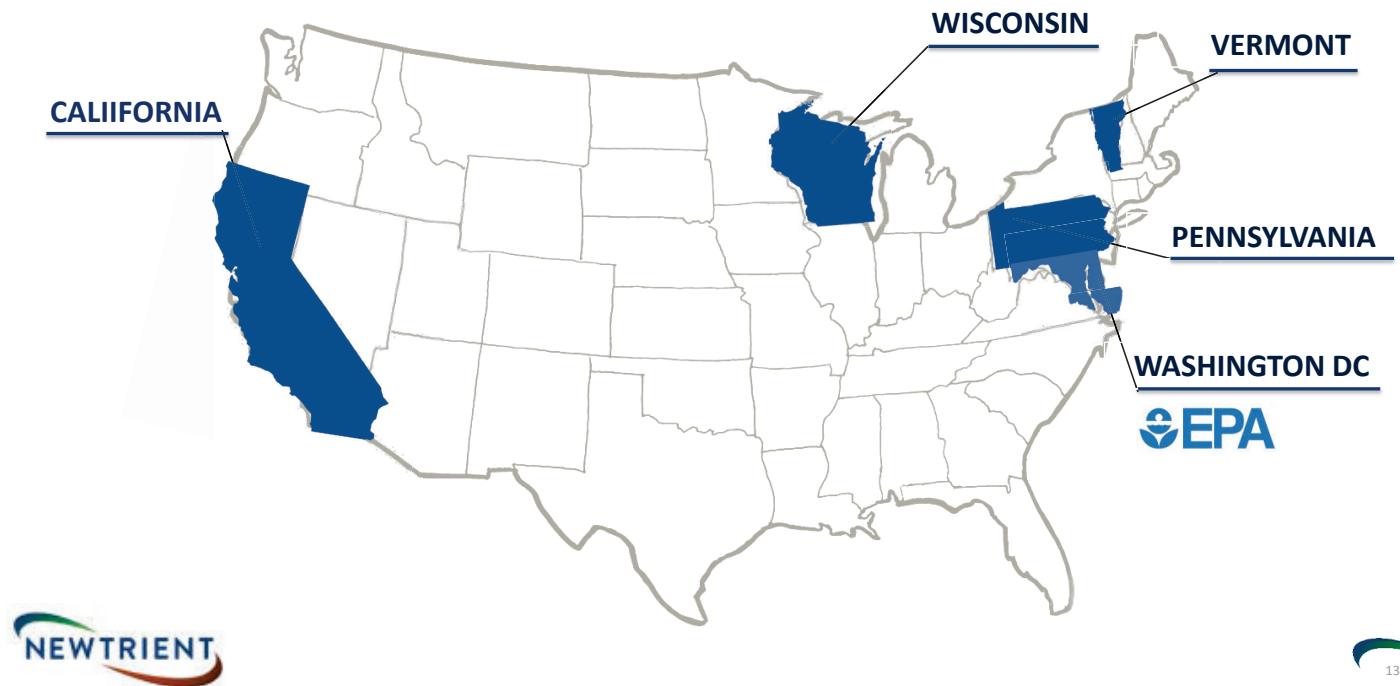 WISCONSIN
VERMONT
CALIIFORNIA
PENNSYLVANIA
WASHINGTON DC
EPA
NEWTRIENT
13